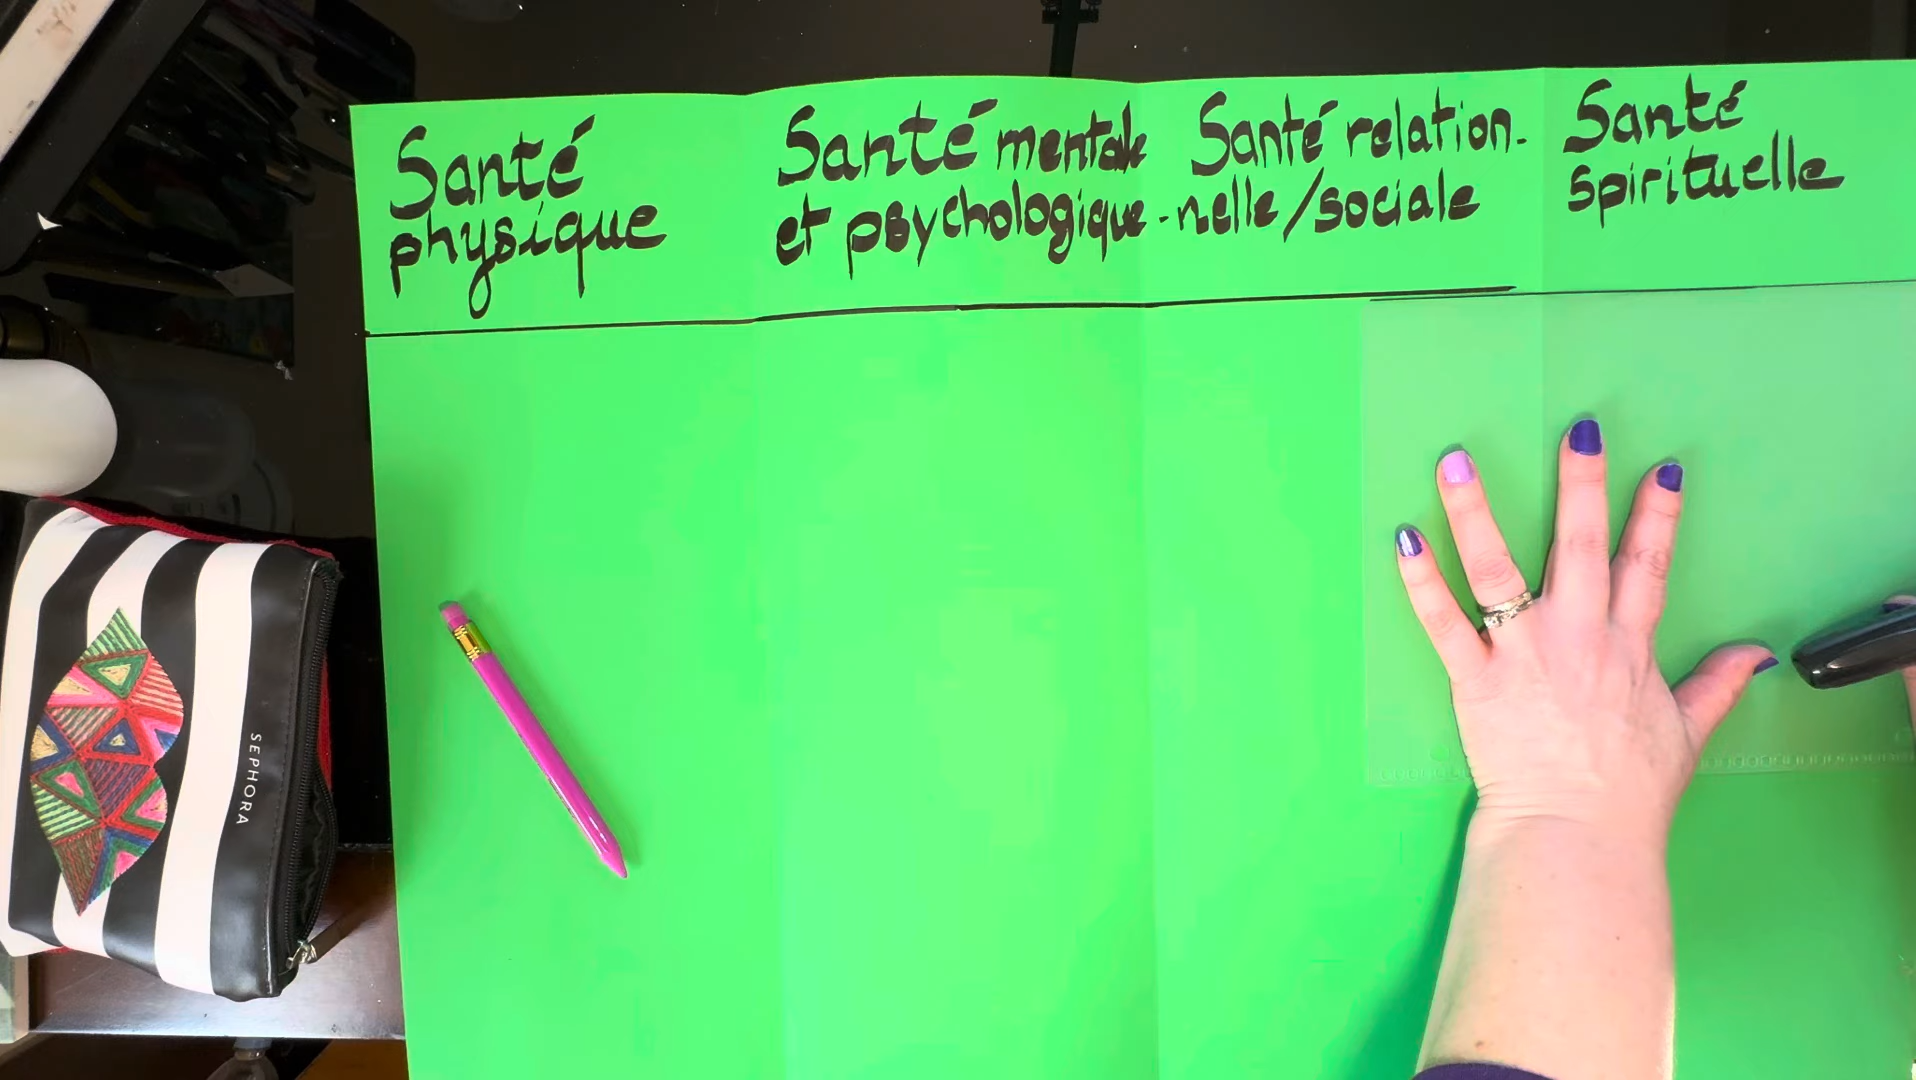 Santé
physique
Santé mentale
et psychologique
Santé relation-
-nelle/sociale
Santé
spirituelle
SEPHORA